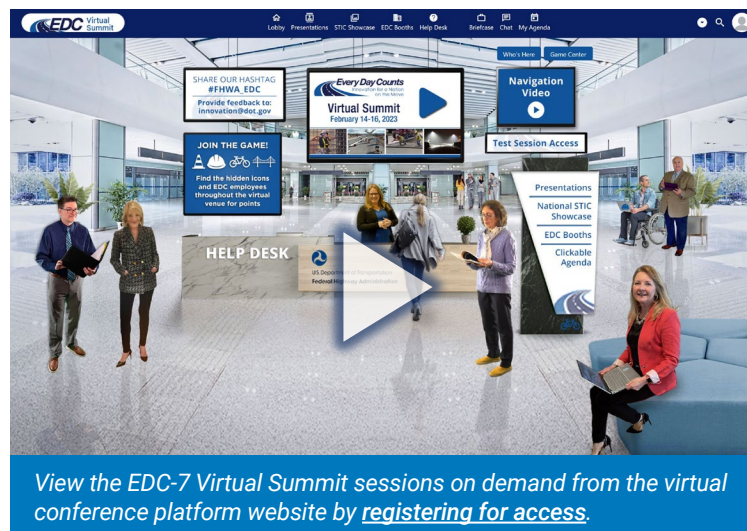 EDC Virtual
Summit
Lobby Presentations STIC Showcase EDC Booths Help Desk Briefcase Chat My Agenda
Who's Here Game Center
SHARE OUR HASHTAG
#FHWA_EDC
Provide feedback to:
innovation@dot.gov
Every Day Counts
Innovation for a Nation
on the Move
Virtual Summit
February 14-16, 2023
Navigation
Video
Test Session Access
JOIN THE GAME!
Find the hidden icons
and EDC employees
throughout the virtual
venue for points
Presentations
National STIC
Showcase
EDC Booths
Clickable
Agenda
HELP DESK
U.S. Department of Transportation
Federal Highway Administration
View the EDC-7 Virtual Summit sessions on demand from the virtual
conference platform website by registering for access.